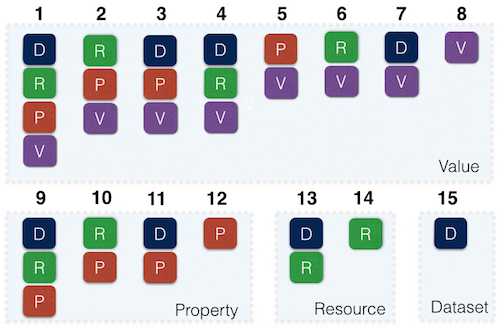 1 2 3 4 5 6 7 8
D R D D P R D V
R P P R V V V
P V V V V
V
Value
9 10 11 12 13 14 15
D R D P D R D
R P P R
P
Property Resource Dataset